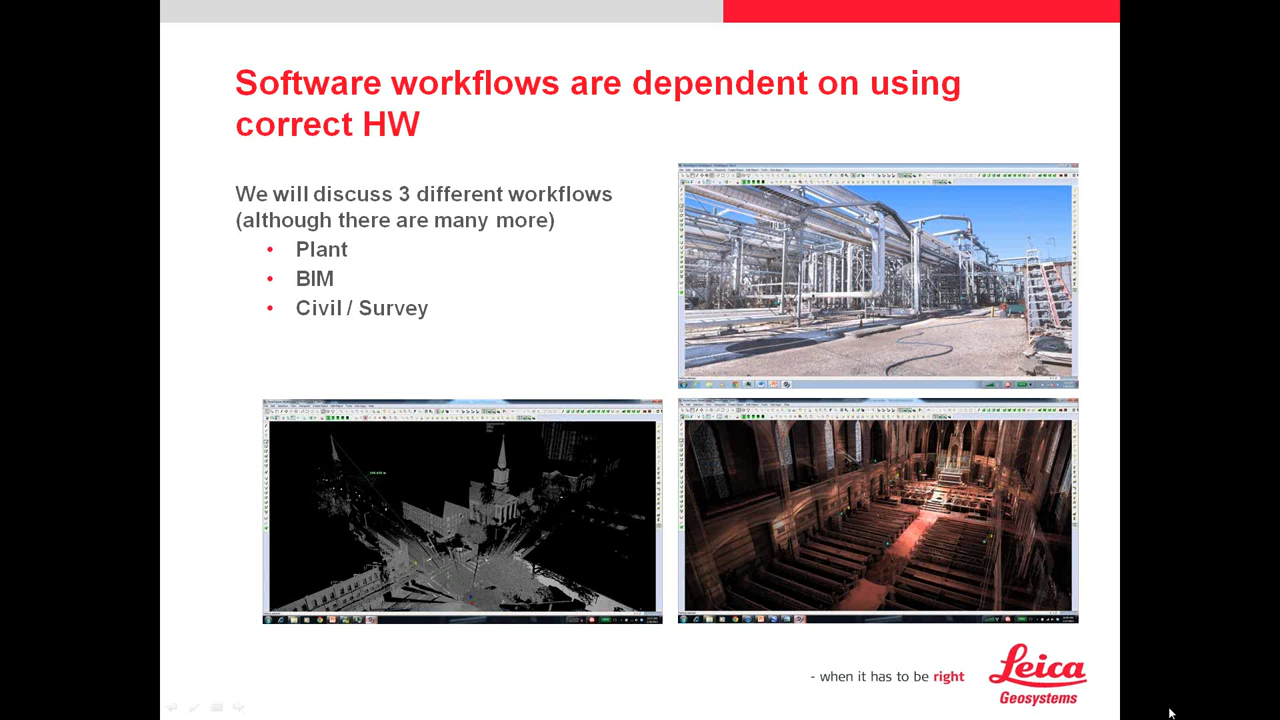 Software workflows are dependent on using
correct HW
We will discuss 3 different workflows
(although there are many more)
• Plant
• BIM
• Civil / Survey
- when it has to be right
Leica
Geosystems